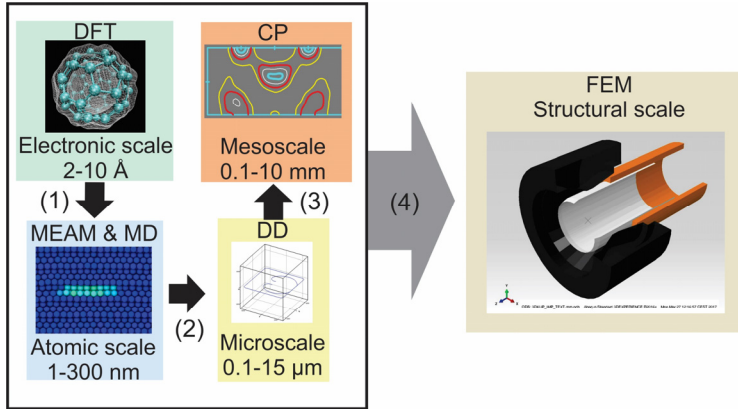 DFT
Electronic scale
2-10 Å
(1)
MEAM & MD
Atomic scale
1-300 nm
(2)
DD
Microscale
0.1-15 µm
(3)
CP
Mesoscale
0.1-10 mm
(4)
FEM
Structural scale